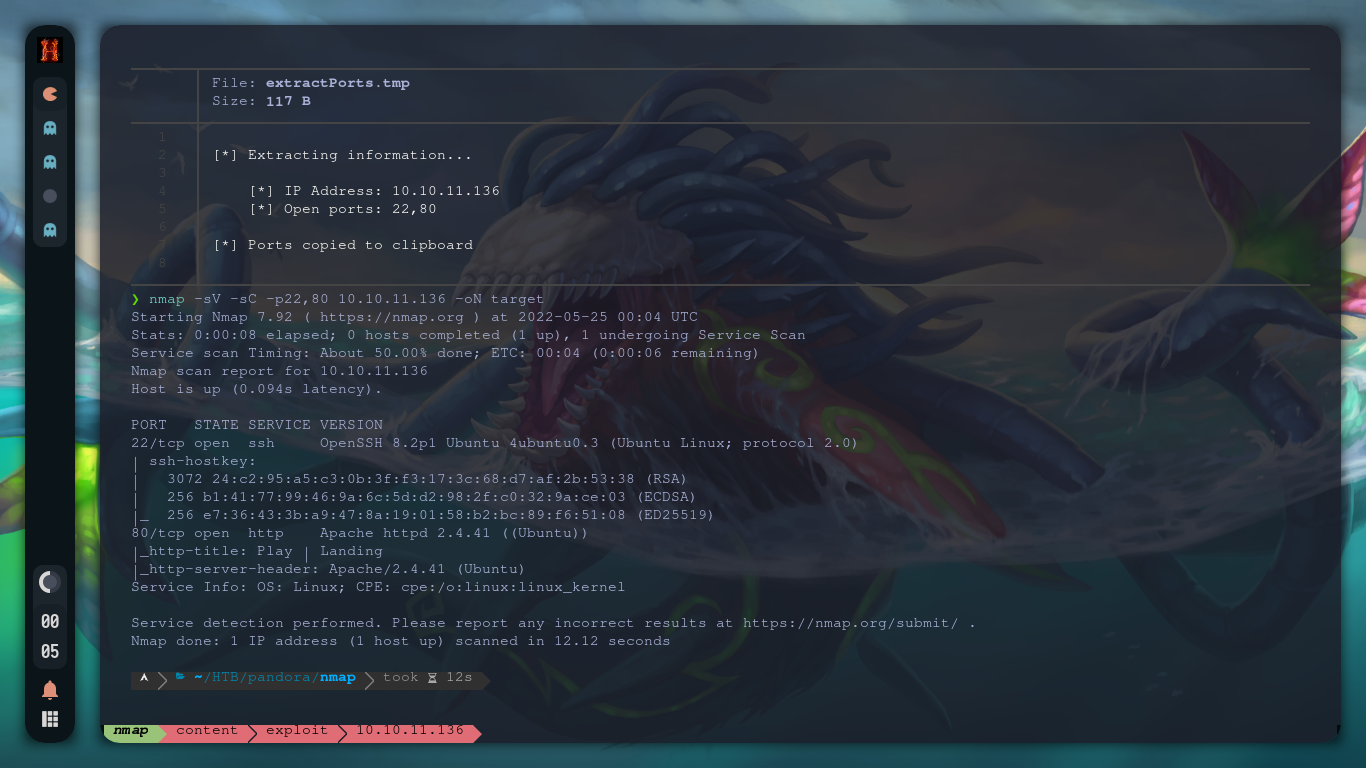 File: extractPorts.tmp
Size: 117 B
1
2 [*] Extracting information...
3
4 [*] IP Address: 10.10.11.136
5 [*] Open ports: 22,80
6
7 [*] Ports copied to clipboard
8
❯ nmap -sV -sC -p22,80 10.10.11.136 -oN target
Starting Nmap 7.92 ( https://nmap.org ) at 2022-05-25 00:04 UTC
Stats: 0:00:08 elapsed; 0 hosts completed (1 up), 1 undergoing Service Scan
Service scan Timing: About 50.00% done; ETC: 00:04 (0:00:06 remaining)
Nmap scan report for 10.10.11.136
Host is up (0.094s latency).
PORT   STATE SERVICE VERSION
22/tcp open  ssh     OpenSSH 8.2p1 Ubuntu 4ubuntu0.3 (Ubuntu Linux; protocol 2.0)
| ssh-hostkey:
|   3072 24:c2:95:a5:c3:0b:3f:f3:17:3c:68:d7:af:2b:53:38 (RSA)
|   256 b1:41:77:99:46:9a:6c:5d:d2:98:2f:c0:32:9a:ce:03 (ECDSA)
|_  256 e7:36:43:3b:a9:47:8a:19:01:58:b2:bc:89:f6:51:08 (ED25519)
80/tcp open  http    Apache httpd 2.4.41 ((Ubuntu))
|_http-title: Play | Landing
|_http-server-header: Apache/2.4.41 (Ubuntu)
Service Info: OS: Linux; CPE: cpe:/o:linux:linux_kernel
Service detection performed. Please report any incorrect results at https://nmap.org/submit/ .
Nmap done: 1 IP address (1 host up) scanned in 12.12 seconds
~/HTB/pandora/nmap took 12s
nmap content exploit 10.10.11.136
H
00
05